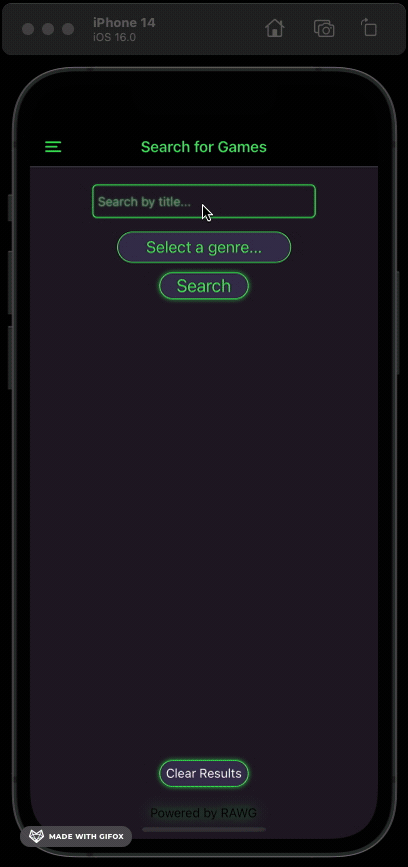 iPhone 14
iOS 16.0
Search for Games
Search by title...
Select a genre...
Search
Clear Results
Powered by RAWG
MADE WITH GIFOX